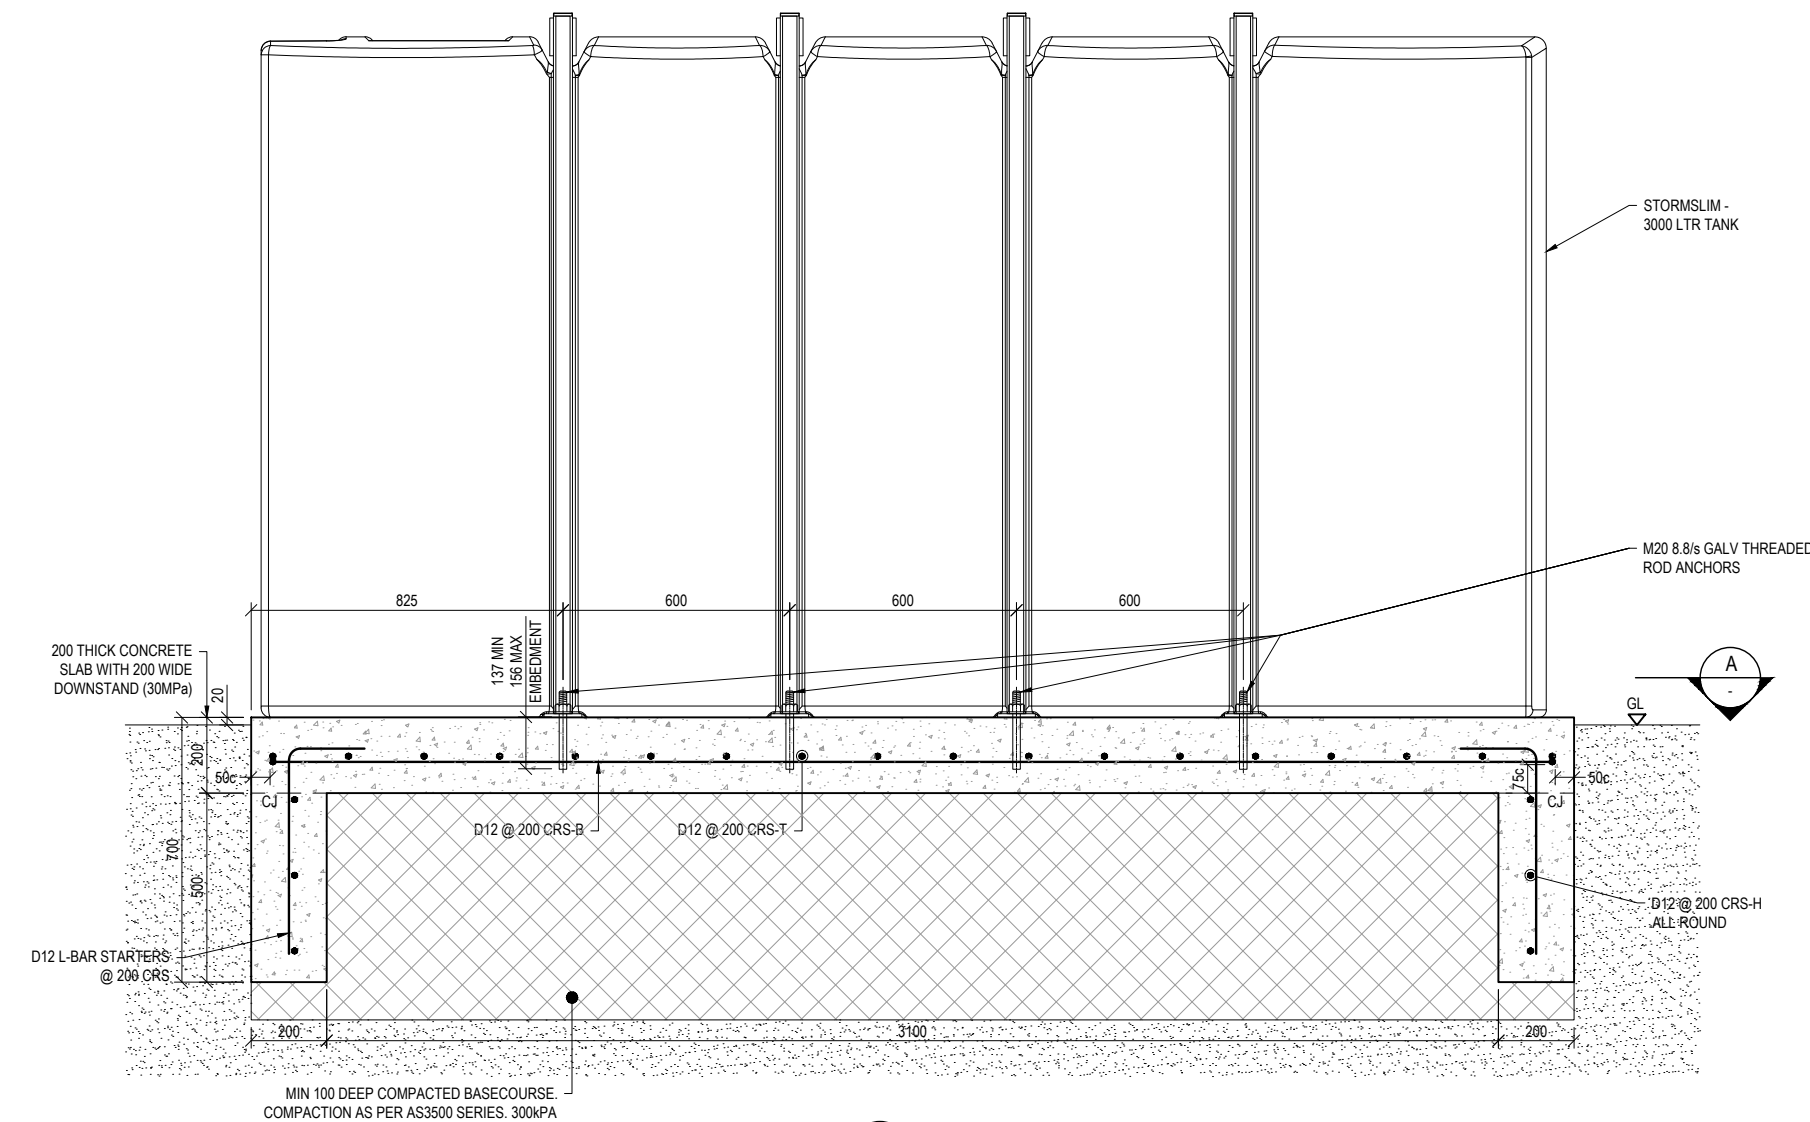 STORMSLIM -
3000 LTR TANK
M20 8.8/s GALV THREADED
ROD ANCHORS
825
600
600
600
137 MIN
156 MAX
EMBEDMENT
200 THICK CONCRETE
SLAB WITH 200 WIDE
DOWNSTAND (30MPa)
20
A
-
GL
200
50c
75c
50c
CJ
CJ
D12 @ 200 CRS-B
D12 @ 200 CRS-T
700
500
D12 @ 200 CRS-H
ALL ROUND
D12 L-BAR STARTERS
@ 200 CRS
200
3100
200
MIN 100 DEEP COMPACTED BASECOURSE.
COMPACTION AS PER AS3500 SERIES. 300kPA